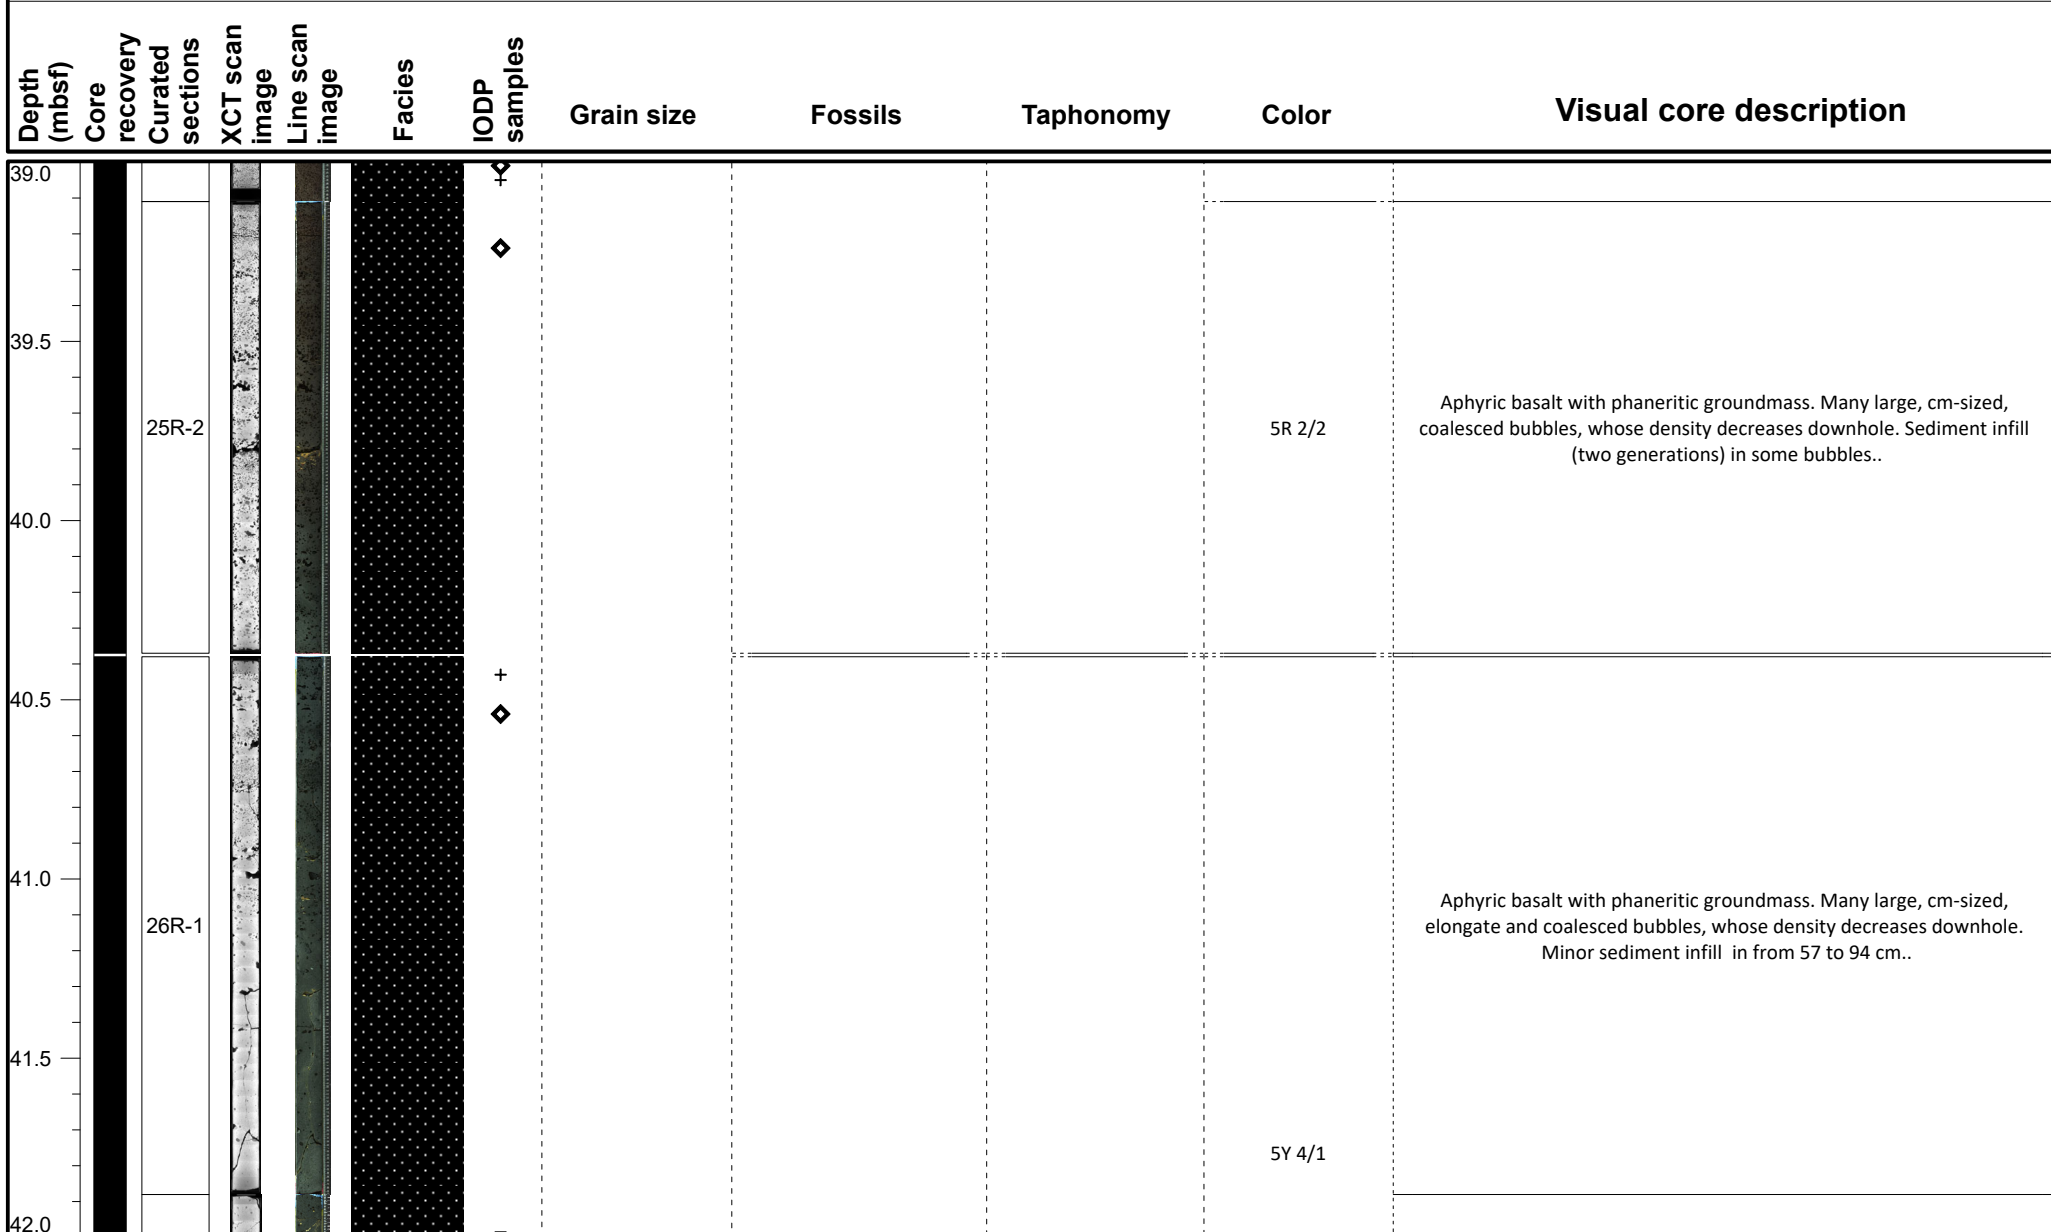 Depth
(mbsf)
Core
recovery
Curated
sections
XCT scan
image
Line scan
image
Facies
IODP
samples
Grain size
Fossils
Taphonomy
Color
Visual core description
39.0
39.5
25R-2
5R 2/2
Aphyric basalt with phaneritic groundmass. Many large, cm-sized,
coalesced bubbles, whose density decreases downhole. Sediment infill
(two generations) in some bubbles..
40.0
40.5
41.0
26R-1
Aphyric basalt with phaneritic groundmass. Many large, cm-sized,
elongate and coalesced bubbles, whose density decreases downhole.
Minor sediment infill in from 57 to 94 cm..
41.5
5Y 4/1
42.0